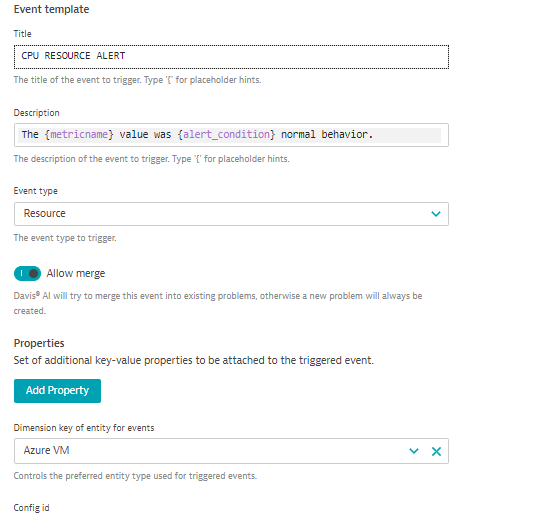 Event template
Title
CPU RESOURCE ALERT
The title of the event to trigger. Type '{' for placeholder hints.
Description
The {metricname} value was {alert_condition} normal behavior.
The description of the event to trigger. Type '{' for placeholder hints.
Event type
Resource
The event type to trigger.
Allow merge
Davis® AI will try to merge this event into existing problems, otherwise a new problem will always be
created.
Properties
Set of additional key-value properties to be attached to the triggered event.
Add Property
Dimension key of entity for events
Azure VM
Controls the preferred entity type used for triggered events.
Config id